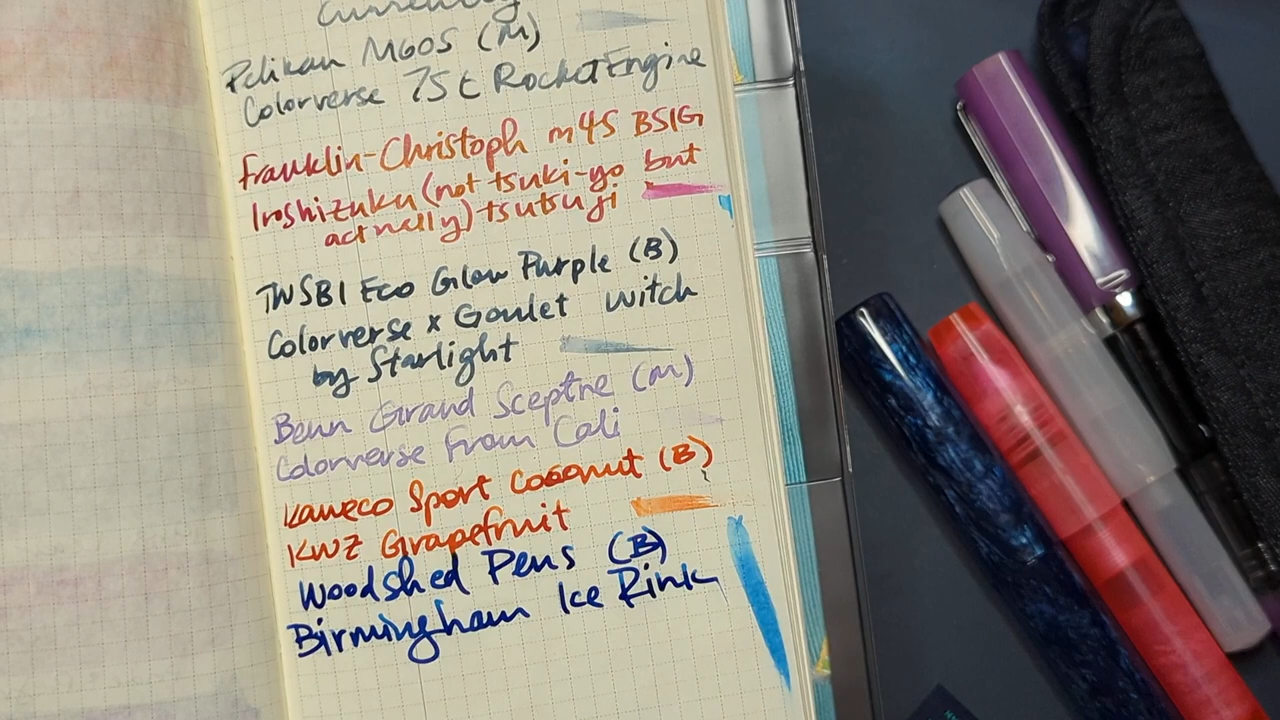 Currently
Pelikan M605 (M)
Colorverse 75t Rocket Engine
Franklin-Christoph m45 BSIG
Iroshizuku (not tsuki-yo but
actually) tsutsuji
TWSBI Eco Glow Purple (B)
Colorverse x Goulet Witch
by Starlight
Benu Grand Sceptre (M)
Colorverse From Cali
Kaweco Sport Coconut (B)
KWZ Grapefruit
Woodshed Pens (B)
Birmingham Ice Rink